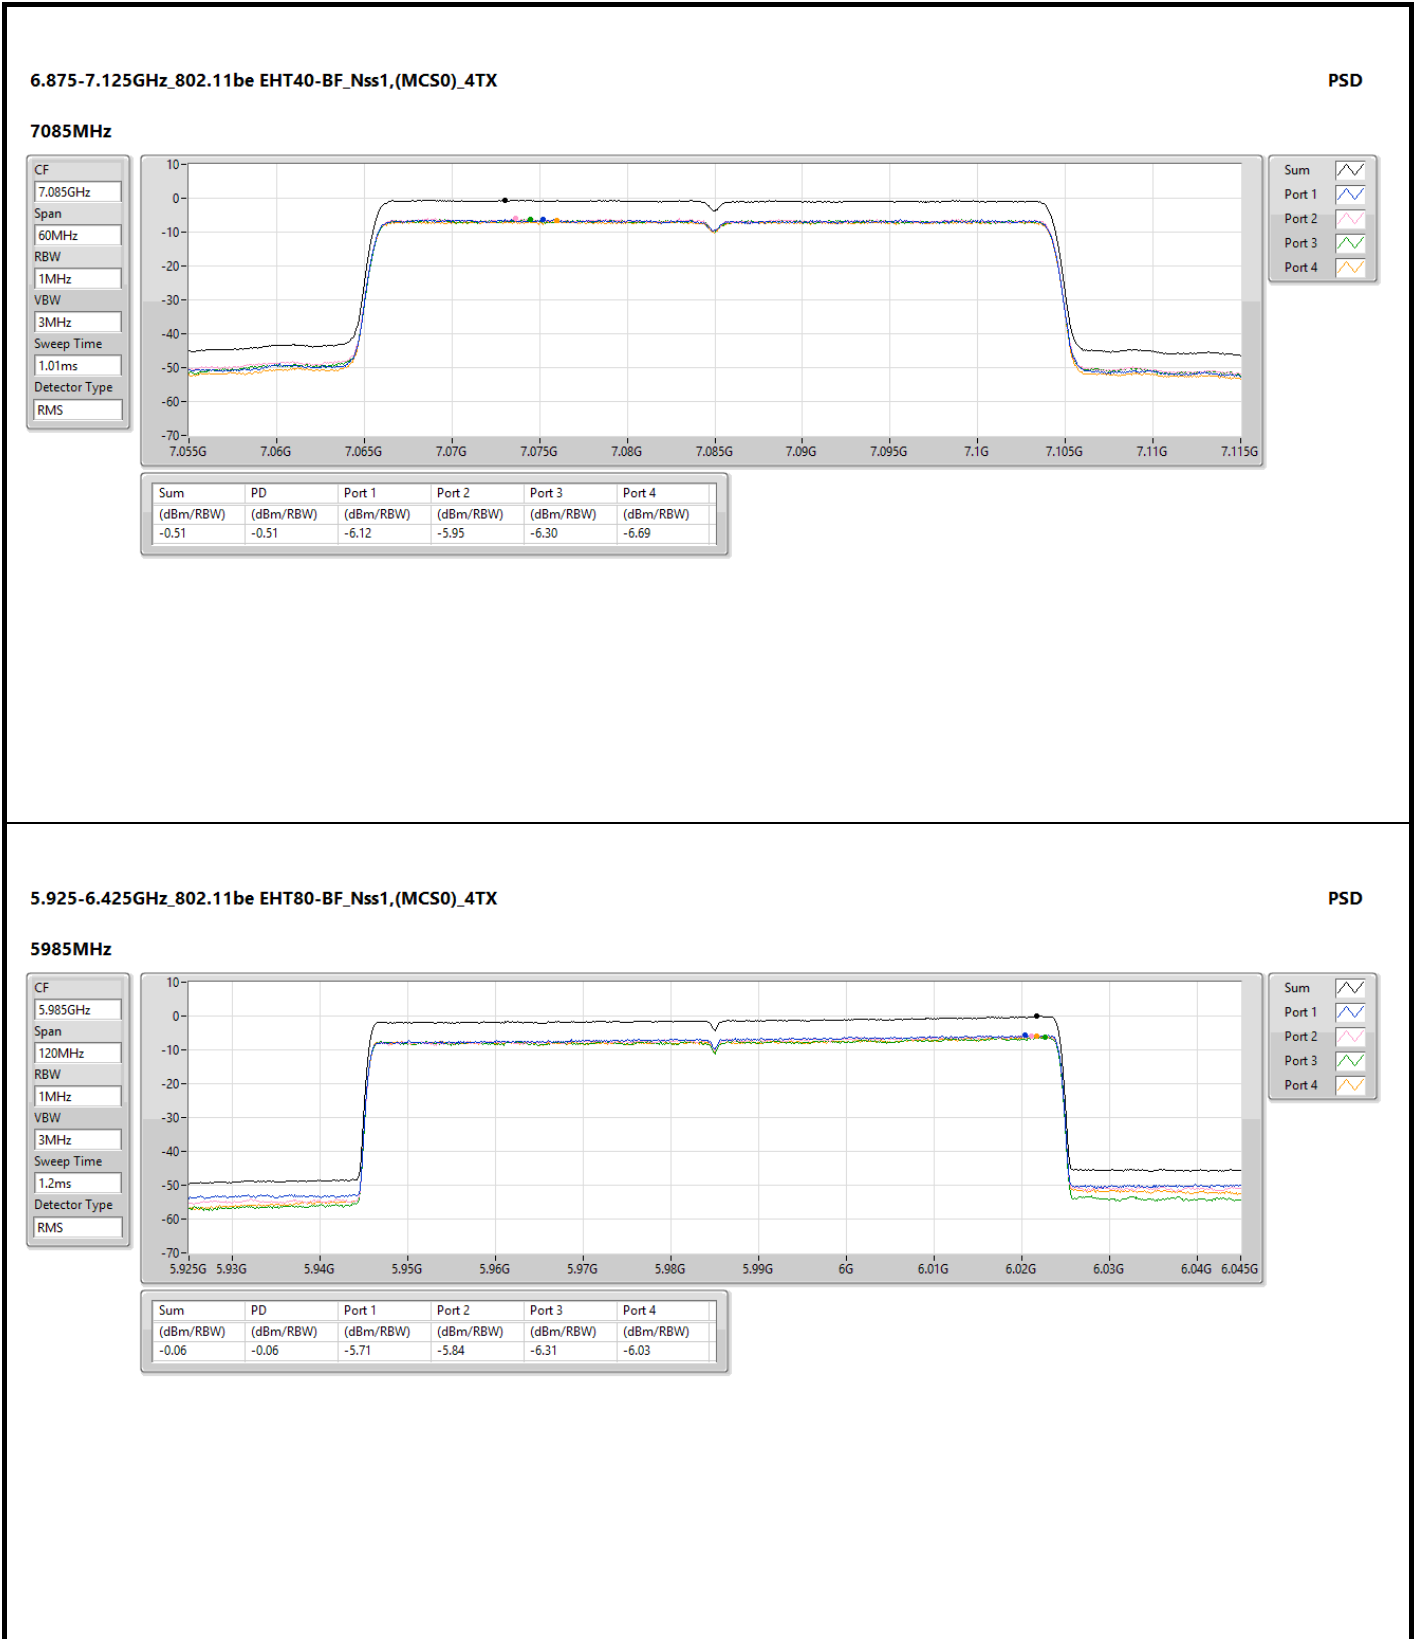 6.875-7.125GHz_802.11be EHT40-BF_Nss1,(MCS0)_4TX PSD
7085MHz
CF
7.085GHz
Span
60MHz
RBW
1MHz
VBW
3MHz
Sweep Time
1.01ms
Detector Type
RMS
10
0
-10
-20
-30
-40
-50
-60
-70
7.055G 7.06G 7.065G 7.07G 7.075G 7.08G 7.085G 7.09G 7.095G 7.1G 7.105G 7.11G 7.115G
Sum
Port 1
Port 2
Port 3
Port 4
Sum PD Port 1 Port 2 Port 3 Port 4
(dBm/RBW) (dBm/RBW) (dBm/RBW) (dBm/RBW) (dBm/RBW) (dBm/RBW)
-0.51 -0.51 -6.12 -5.95 -6.30 -6.69
5.925-6.425GHz_802.11be EHT80-BF_Nss1,(MCS0)_4TX PSD
5985MHz
CF
5.985GHz
Span
120MHz
RBW
1MHz
VBW
3MHz
Sweep Time
1.2ms
Detector Type
RMS
10
0
-10
-20
-30
-40
-50
-60
-70
5.925G 5.93G 5.94G 5.95G 5.96G 5.97G 5.98G 5.99G 6G 6.01G 6.02G 6.03G 6.04G 6.045G
Sum
Port 1
Port 2
Port 3
Port 4
Sum PD Port 1 Port 2 Port 3 Port 4
(dBm/RBW) (dBm/RBW) (dBm/RBW) (dBm/RBW) (dBm/RBW) (dBm/RBW)
-0.06 -0.06 -5.71 -5.84 -6.31 -6.03